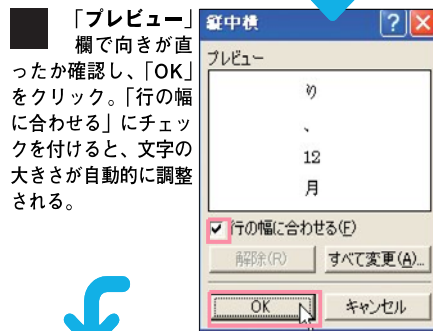 「プレビュー」
欄で向きが直
ったか確認し、「OK」
をクリック。「行の幅
に合わせる」にチェッ
クを付けると、文字の
大きさが自動的に調整
される。
縦中横
プレビュー
り
、
12
月
行の幅に合わせる(F)
解除(R) すべて変更(A)...
OK キャンセル